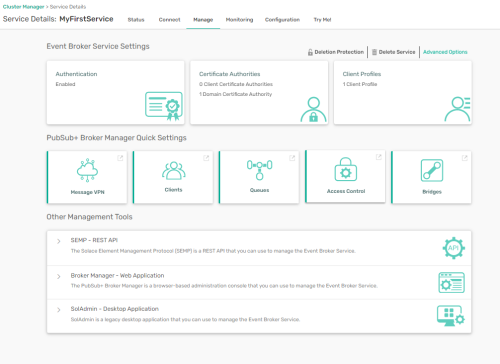 Cluster Manager > Service Details
Service Details: MyFirstService
Status Connect Manage Monitoring Configuration Try Me!
Event Broker Service Settings
Deletion Protection Delete Service Advanced Options
Authentication
Enabled
Certificate Authorities
0 Client Certificate Authorities
1 Domain Certificate Authority
Client Profiles
1 Client Profile
PubSub+ Broker Manager Quick Settings
Message VPN
Clients
Queues
Access Control
Bridges
Other Management Tools
SEMP - REST API
The Solace Element Management Protocol (SEMP) is a REST API that you can use to manage the Event Broker Service.
API
Broker Manager - Web Application
The PubSub+ Broker Manager is a browser-based administration console that you can use to manage the Event Broker Service.
SolAdmin - Desktop Application
SolAdmin is a legacy desktop application that you can use to manage the Event Broker Service.